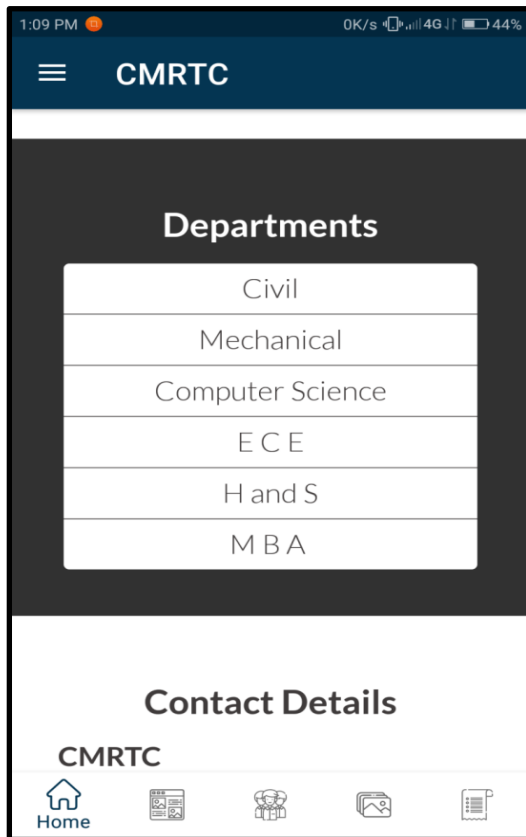 1:09 PM 0K/s 4G 44%
CMRTC
Departments
Civil
Mechanical
Computer Science
E C E
H and S
M B A
Contact Details
CMRTC
Home